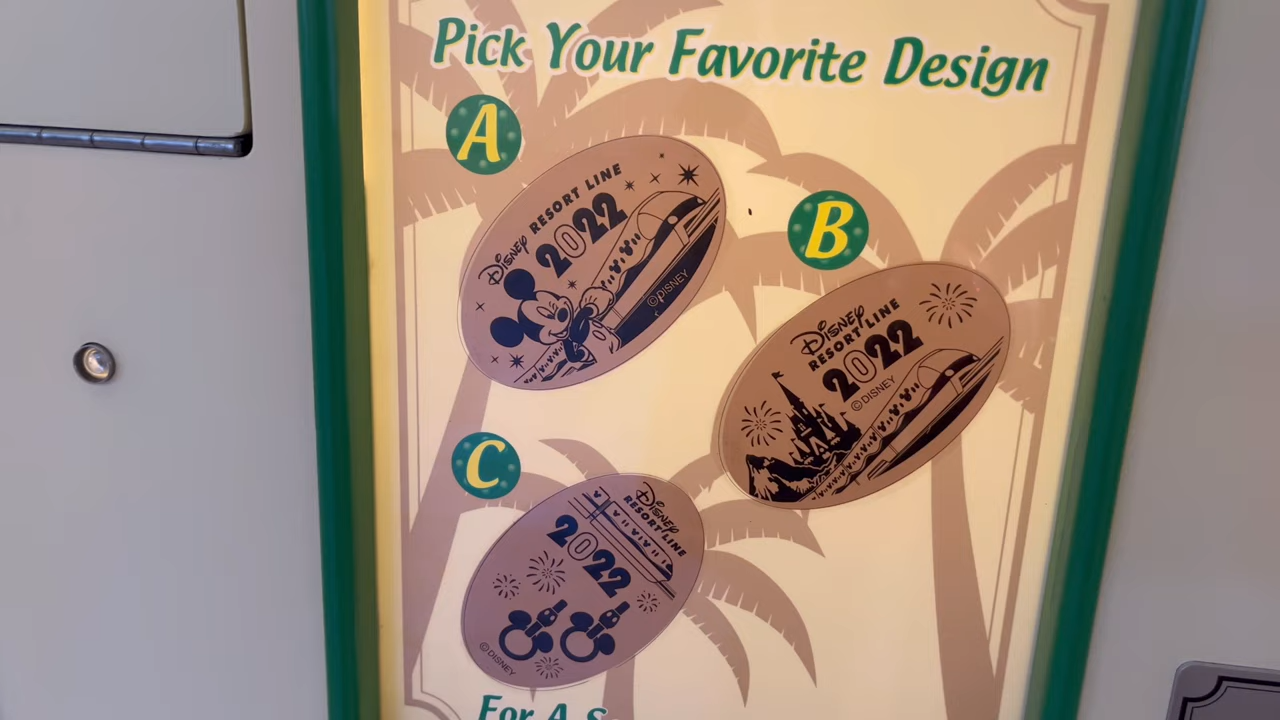 Pick Your Favorite Design
A
DISNEY RESORT LINE
2022
©DISNEY
B
DISNEY
RESORT LINE
2022
©DISNEY
C
DISNEY
RESORT LINE
2022
©DISNEY
For A